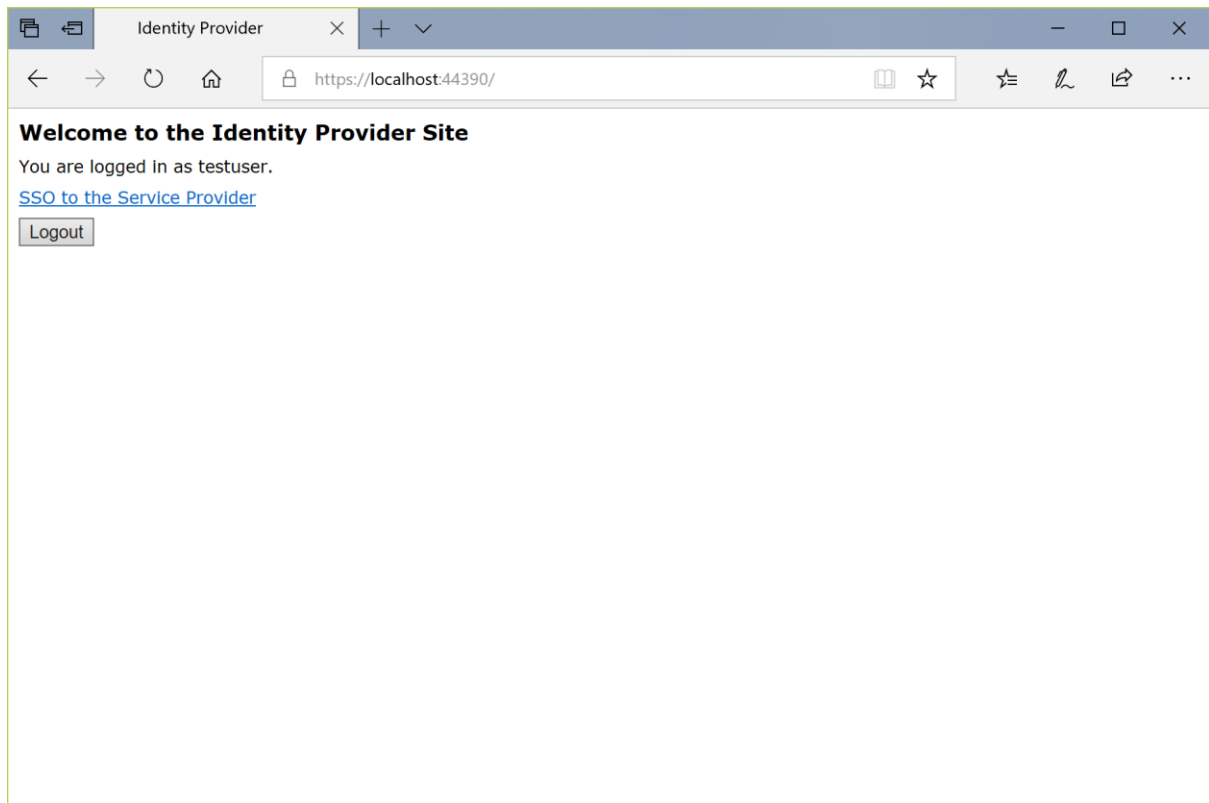 Identity Provider
https://localhost:44390/
Welcome to the Identity Provider Site
You are logged in as testuser.
SSO to the Service Provider
Logout